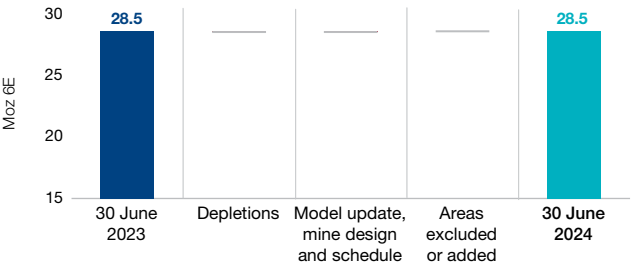 30
28.5
28.5
25
Moz 6E
20
15
30 June
2023
Depletions
Model update,
mine design
and schedule
Areas
excluded
or added
30 June
2024